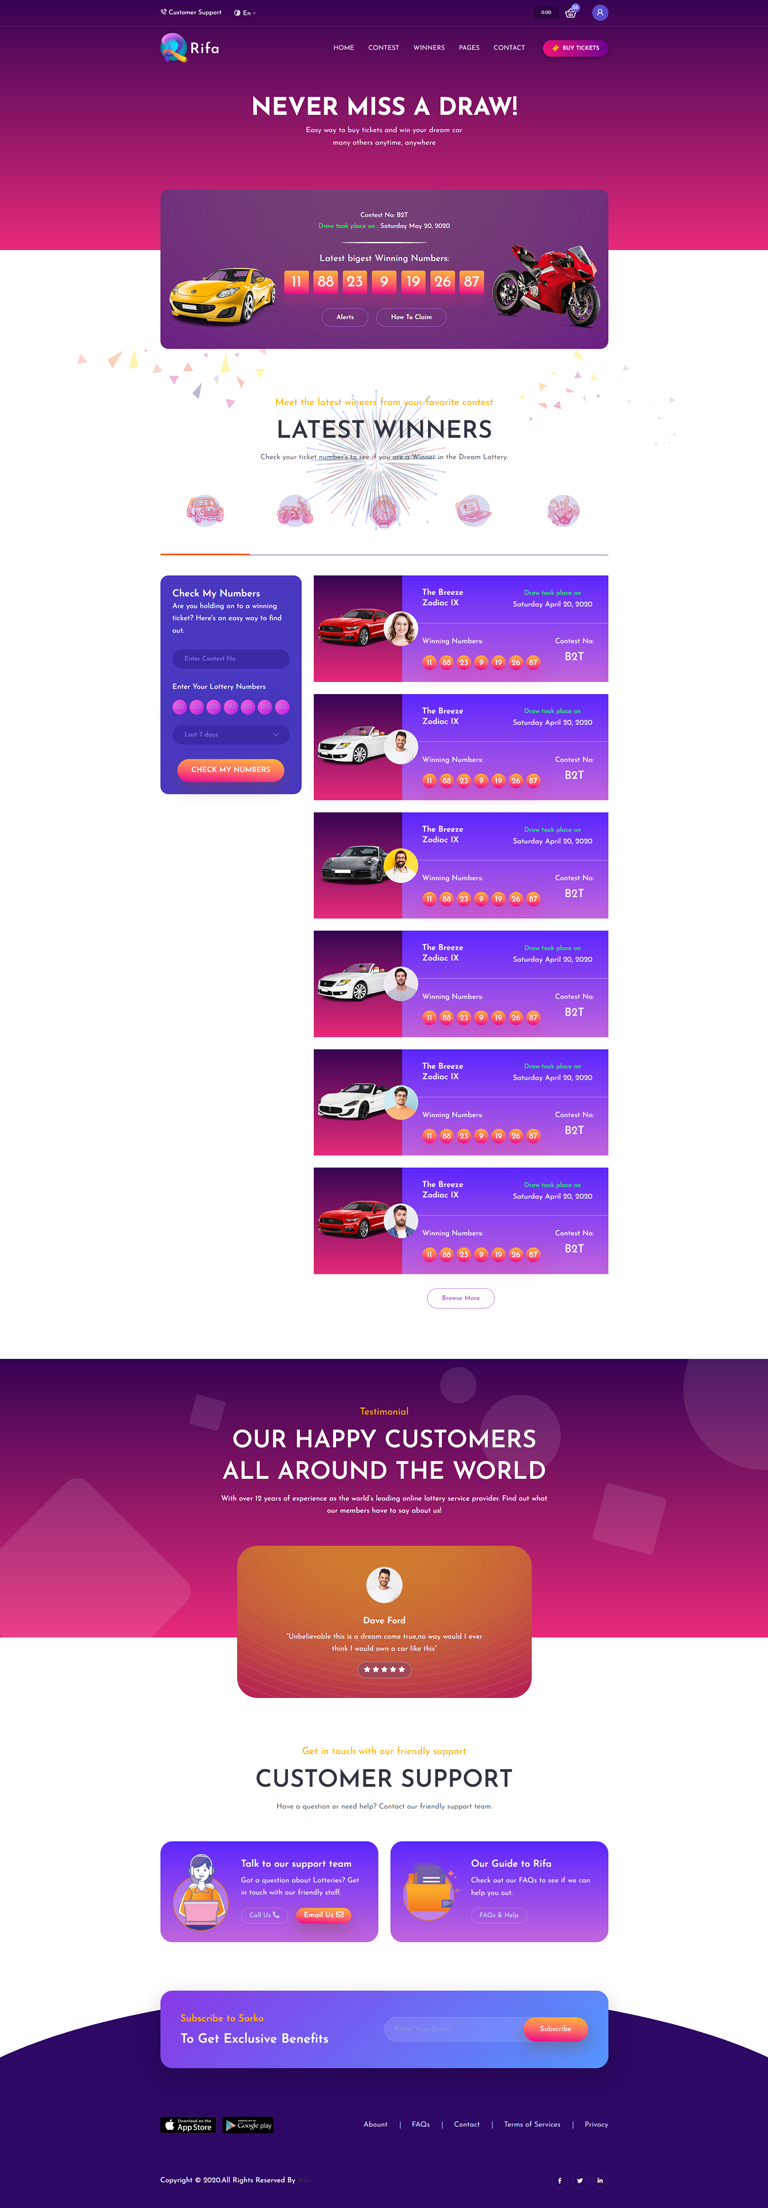 Customer Support
En
0.00
Rifa
HOME
CONTEST
WINNERS
PAGES
CONTACT
BUY TICKETS
NEVER MISS A DRAW!
Easy way to buy tickets and win your dream car
many others anytime, anywhere
Contest No: B2T
Draw took place on : Saturday May 20, 2020
Latest bigest Winning Numbers:
11 88 23 9 19 26 87
Alerts
How To Claim
Meet the latest winners from your favorite contest
LATEST WINNERS
Check your ticket number's to see if you are a Winner in the Dream Lottery.
Check My Numbers
Are you holding on to a winning
ticket? Here's an easy way to find
out.
Enter Contest No
Enter Your Lottery Numbers
Last 7 days
CHECK MY NUMBERS
The Breeze
Zodiac IX
Draw took place on
Saturday April 20, 2020
Winning Numbers:
11 88 23 9 19 26 87
Contest No:
B2T
The Breeze
Zodiac IX
Draw took place on
Saturday April 20, 2020
Winning Numbers:
11 88 23 9 19 26 87
Contest No:
B2T
The Breeze
Zodiac IX
Draw took place on
Saturday April 20, 2020
Winning Numbers:
11 88 23 9 19 26 87
Contest No:
B2T
The Breeze
Zodiac IX
Draw took place on
Saturday April 20, 2020
Winning Numbers:
11 88 23 9 19 26 87
Contest No:
B2T
The Breeze
Zodiac IX
Draw took place on
Saturday April 20, 2020
Winning Numbers:
11 88 23 9 19 26 87
Contest No:
B2T
The Breeze
Zodiac IX
Draw took place on
Saturday April 20, 2020
Winning Numbers:
11 88 23 9 19 26 87
Contest No:
B2T
Browse More
Testimonial
OUR HAPPY CUSTOMERS
ALL AROUND THE WORLD
With over 12 years of experience as the world's leading online lottery service provider. Find out what
our members have to say about us!
Dave Ford
"Unbelievable this is a dream come true,no way would I ever
think I would own a car like this"
Get in touch with our friendly support
CUSTOMER SUPPORT
Have a question or need help? Contact our friendly support team.
Talk to our support team
Got a question about Lotteries? Get
in touch with our friendly staff.
Call Us
Email Us
Our Guide to Rifa
Check out our FAQs to see if we can
help you out.
FAQs & Help
Subscribe to Sorko
To Get Exclusive Benefits
Enter Your Email
Subscribe
Download on the
App Store
Google play
Abount | FAQs | Contact | Terms of Services | Privacy
Copyright © 2020.All Rights Reserved By